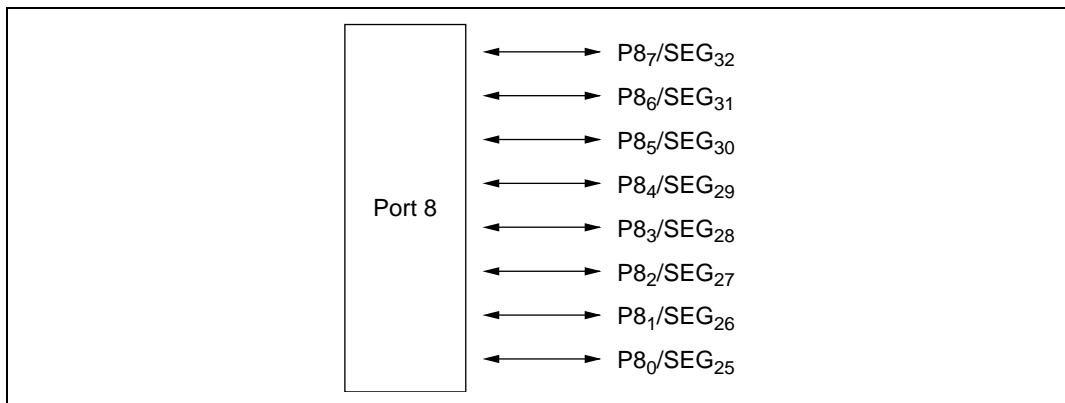 P8₇/SEG₃₂
P8₆/SEG₃₁
P8₅/SEG₃₀
P8₄/SEG₂₉
Port 8
P8₃/SEG₂₈
P8₂/SEG₂₇
P8₁/SEG₂₆
P8₀/SEG₂₅